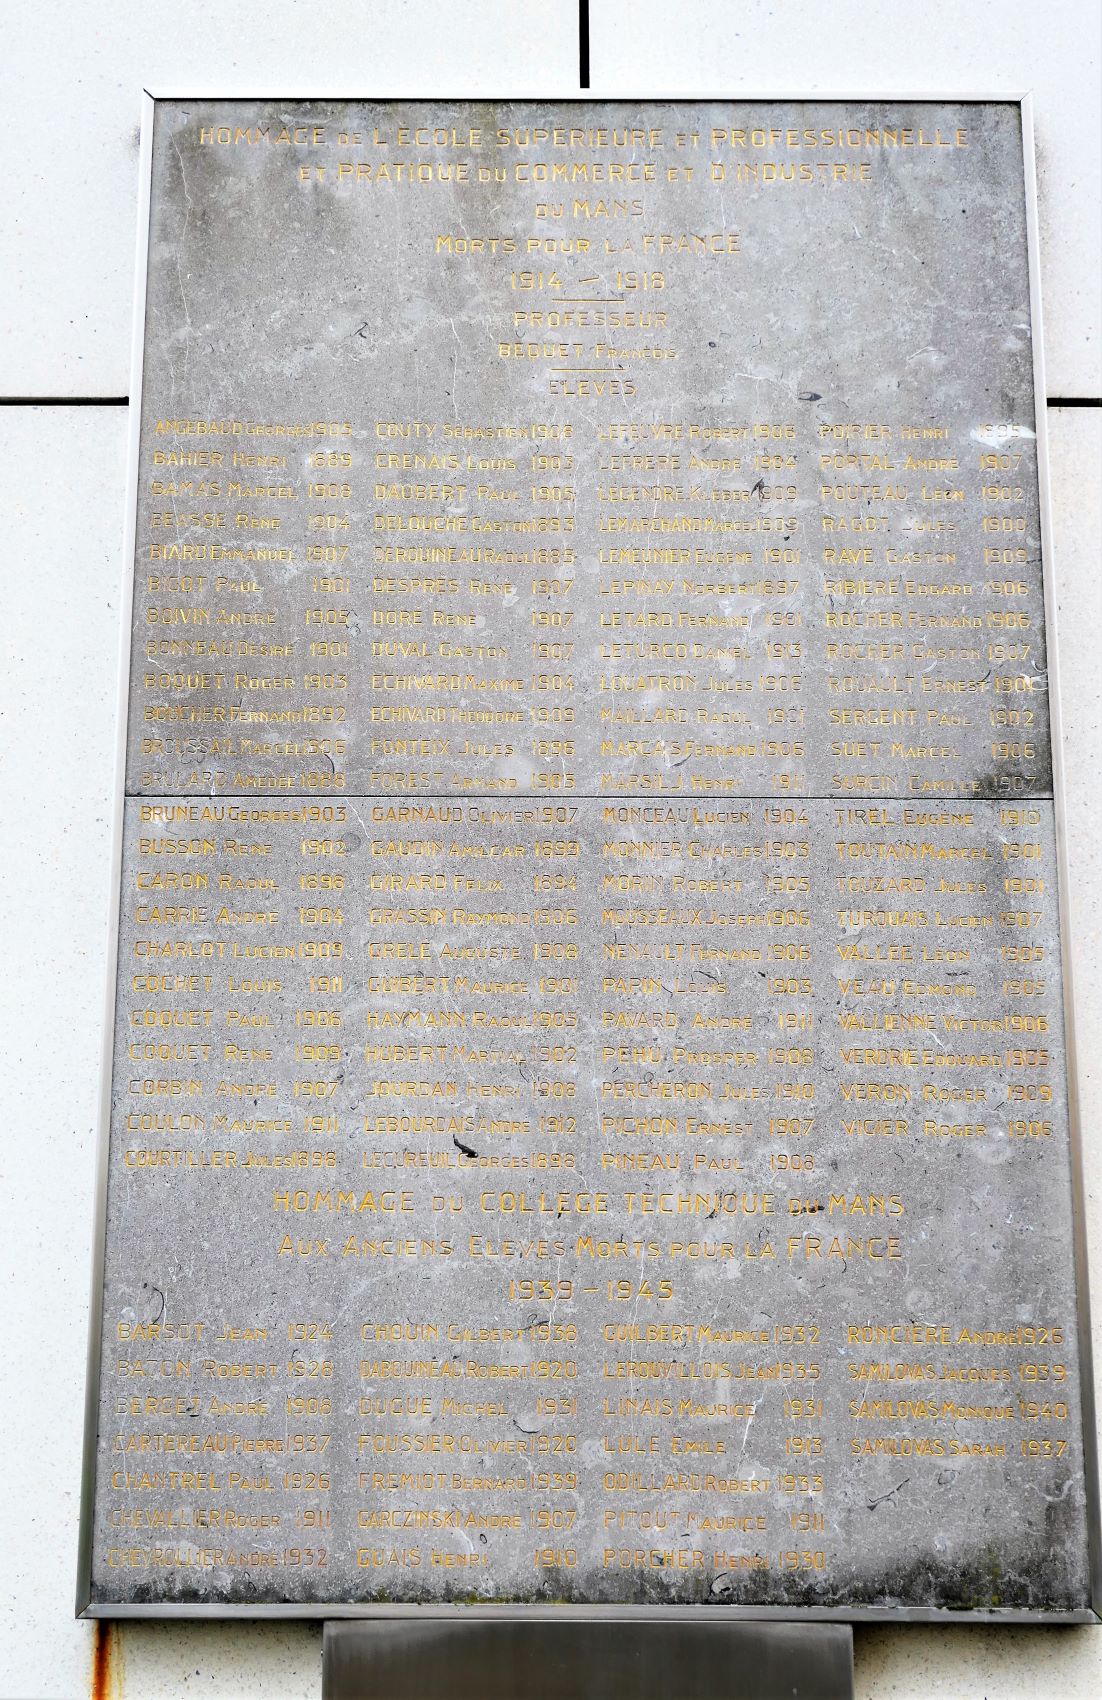 HOMMAGE DE L'ÉCOLE SUPÉRIEURE ET PROFESSIONNELLE
ET PRATIQUE DU COMMERCE ET D'INDUSTRIE
DU MANS
MORTS POUR LA FRANCE
1914 - 1918
PROFESSEUR
BEQUET FRANÇOIS
ELEVES
ANGEBAUD GEORGES 1905 COUTY SÉBASTIEN 1908 LEFEUVRE ROBERT 1906 POIRIER HENRI
BAHIER HENRI 1889 CRENAIS LOUIS 1903 LEFRERE ANDRE 1904 PORTAL ANDRÉ 1907
BAMAS MARCEL 1908 DAUBERT PAUL 1905 LEGENDRE KLEBER 1909 POUTEAU LEON 1902
BEASSE RENE 1904 DELOUCHE GASTON 1893 LEMARCHAND MARCEL 1909 RAGOT JULES 1900
BIARD EMMANUEL 1907 DEROUINEAU RAOUL 1885 LEMEUNIER EUGENE 1901 RAVE GASTON 1909
BIGOT PAUL 1901 DESPRÉS RENÉ 1907 LEPINAY NORBERT 1897 RIBIERE EDGARD 1906
BOIVIN ANDRE 1905 DORE RENE 1907 LETARD FERNAND 1901 ROCHER FERNAND 1906
BONNEAU DESIRE 1901 DUVAL GASTON 1907 LETURCQ DANIEL 1913 ROCHER GASTON 1907
BOQUET ROGER 1903 ECHIVARD MAXIME 1904 LOUATRON JULES 1906 ROUAULT ERNEST 1901
BOUCHER FERNAND 1892 ECHIVARD THEODORE 1909 MAILLARD RAOUL 1901 SERGENT PAUL 1902
BROUSSAIL MARCEL 1906 FONTEIX JULES 1896 MARÇAIS FERNAND 1906 SUET MARCEL 1906
BRULARD AMEDEE 1888 FOREST ARMAND 1905 MARSILJ HENRI 1911 SURCIN CAMILLE 1907
BRUNEAU GEORGES 1903 GARNAUD OLIVIER 1907 MONCEAU LUCIEN 1904 TIREL EUGÈNE 1910
BUSSON RENE 1902 GAUDIN AMILCAR 1899 MONNIER CHARLES 1903 TOUTAIN MARCEL 1901
CARON RAOUL 1898 GIRARD FELIX 1894 MORIN ROBERT 1905 TOUZARD JULES 1901
CARRIE ANDRE 1904 GRASSIN RAYMOND 1906 MOUSSEAUX JOSEPH 1906 TUROUAIS LUCIEN 1907
CHARLOT LUCIEN 1909 GRELE AUGUSTE 1908 NENAULT FERNAND 1906 VALLEE LEON 1905
COCHET LOUIS 1911 GUIBERT MAURICE 1901 PAPIN LOUIS 1903 VEAU EDMOND 1905
COQUET PAUL 1906 HAYMANN RAOUL 1905 PAVARD ANDRE 1911 VALLIENNE VICTOR 1906
COQUET RENE 1909 HUBERT MARTIAL 1902 PEHU PROSPER 1908 VERDRIE EDOUARD 1905
CORBIN ANDRÉ 1907 JOURDAN HENRI 1908 PERCHERON JULES 1910 VERON ROGER 1909
COULON MAURICE 1911 LEBOURDAIS ANDRE 1912 PICHON ERNEST 1907 VIGIER ROGER 1906
COURTILLER JULES 1898 LECUREUIL GEORGES 1898 PINEAU PAUL 1908
HOMMAGE DU COLLÈGE TECHNIQUE DU MANS
AUX ANCIENS ELEVES MORTS POUR LA FRANCE
1939 - 1945
BARSOT JEAN 1924 CHOUIN GILBERT 1938 GUILBERT MAURICE 1932 RONCIERE ANDRE 1926
BATON ROBERT 1928 DABOUINEAU ROBERT 1920 LEROUVILLOIS JEAN 1935 SAMILOVAS JACQUES 1939
BERGET ANDRÉ 1908 DUGUE MICHEL 1931 LINAIS MAURICE 1931 SAMILOVAS MONIQUE 1940
CARTEREAU PIERRE 1937 FOUSSIER OLIVIER 1920 LULE EMILE 1913 SAMILOVAS SARAH 1937
CHANTREL PAUL 1926 FREMIOT BERNARD 1939 ODILLARD ROBERT 1933
CHEVALLIER ROGER 1911 GARCZINSKI ANDRE 1907 PITOUT MAURICE 1911
CHEVROLLIER ANDRÉ 1932 GUAIS HENRI 1910 PORCHER HENRI 1930